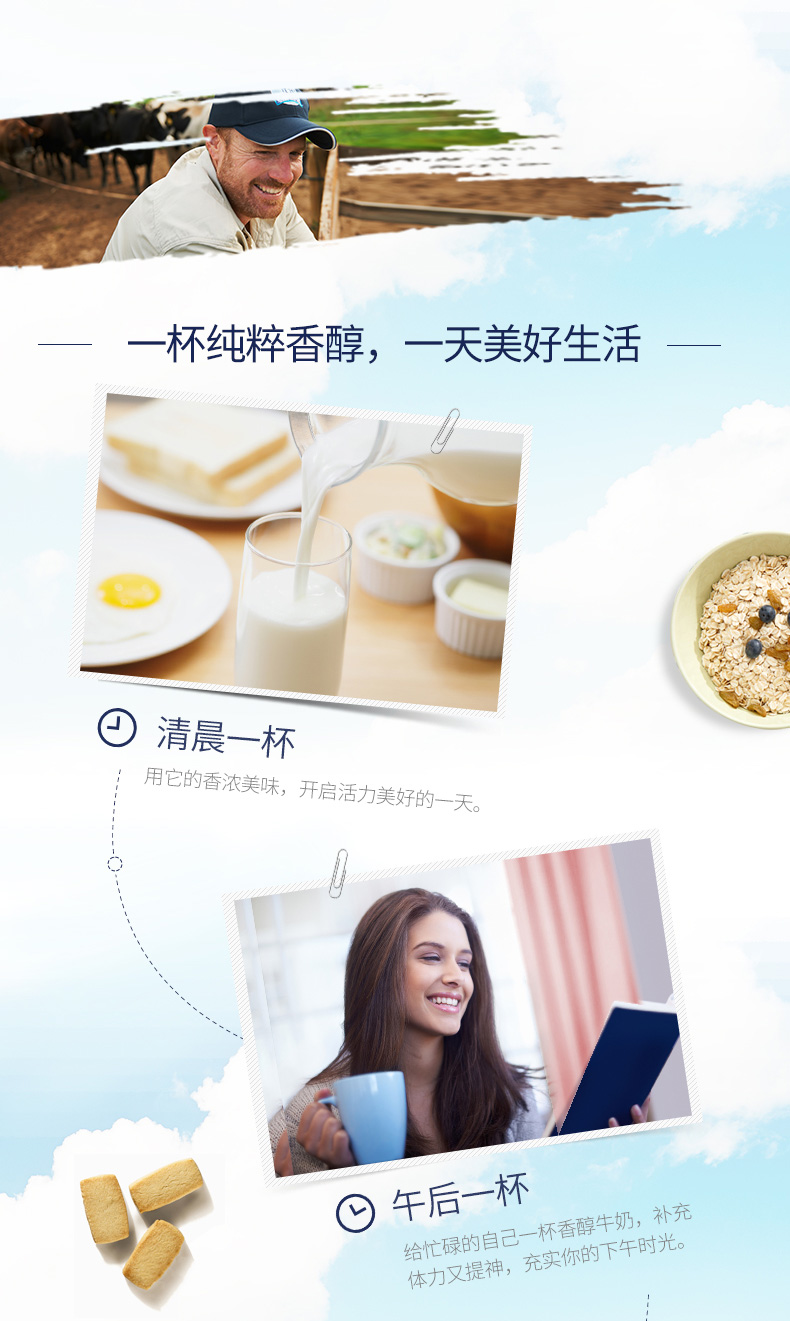 一杯纯粹香醇，一天美好生活
清晨一杯
用它的香浓美味，开启活力美好的一天。
午后一杯
给忙碌的自己一杯香醇牛奶，补充
体力又提神，充实你的下午时光。